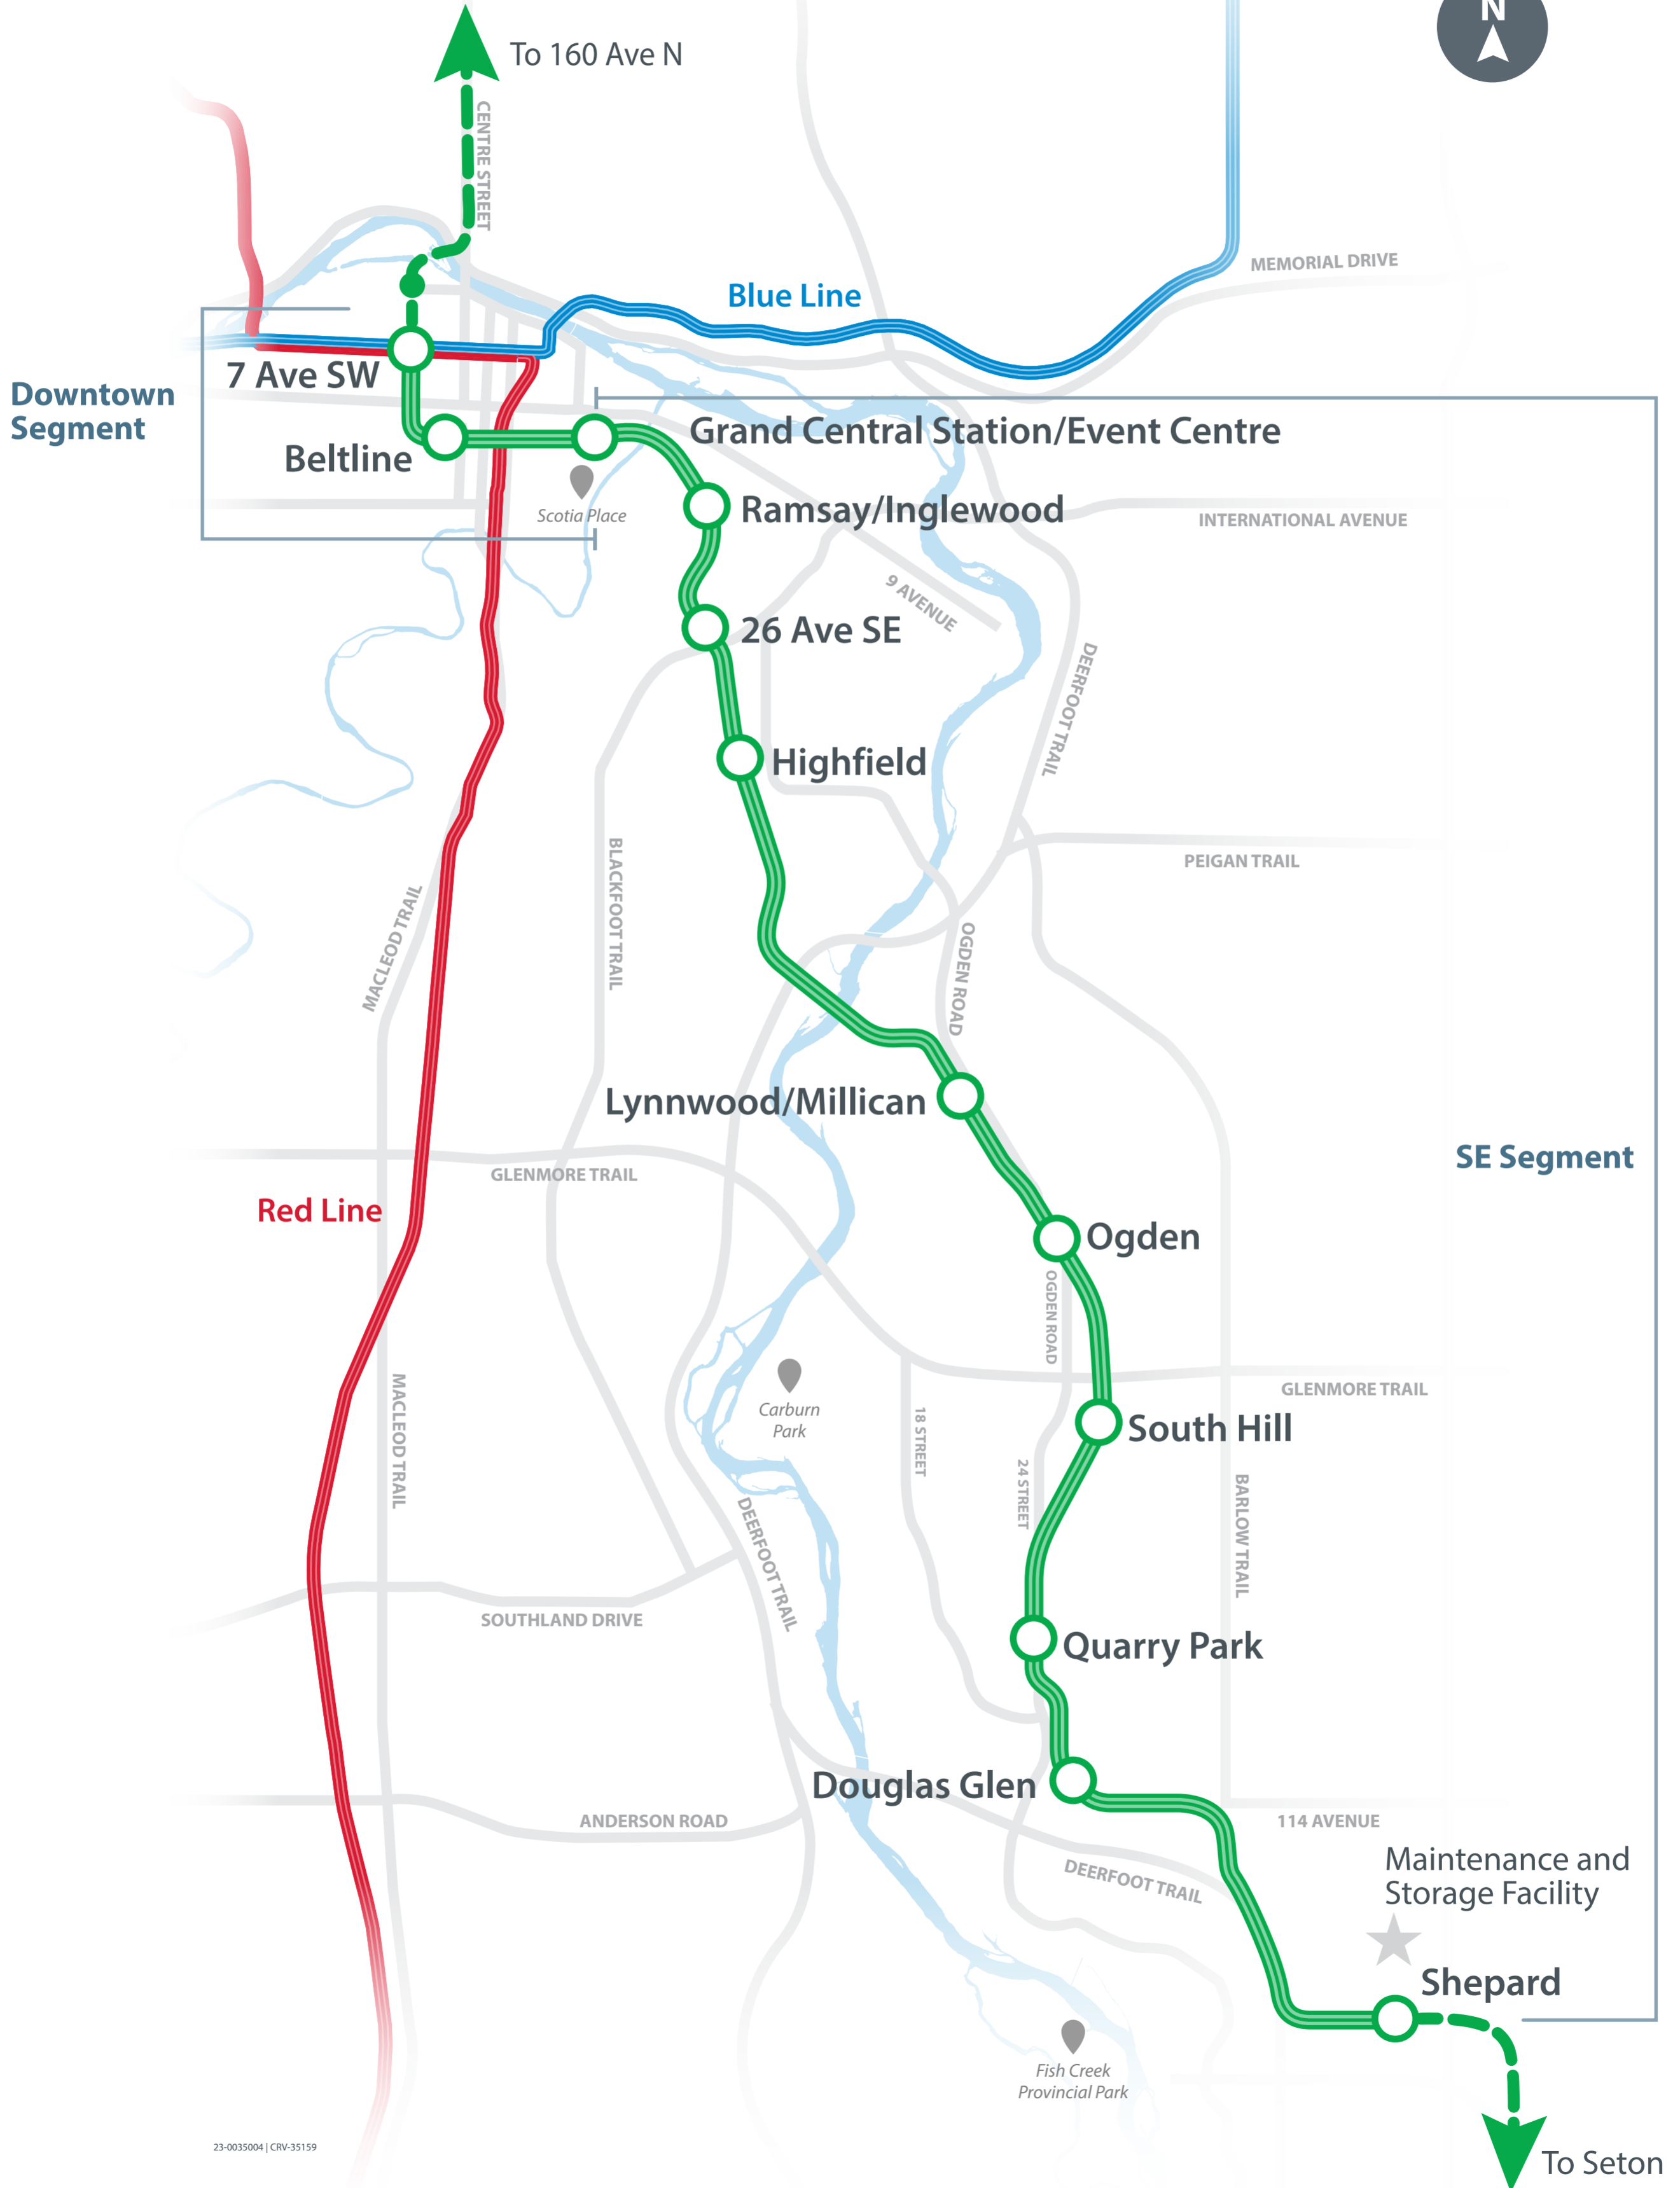 N
To 160 Ave N
CENTRE STREET
MEMORIAL DRIVE
Blue Line
7 Ave SW
Downtown
Segment
Grand Central Station/Event Centre
Beltline
Scotia Place
Ramsay/Inglewood
INTERNATIONAL AVENUE
9 AVENUE
26 Ave SE
DEERFOOT TRAIL
Highfield
PEIGAN TRAIL
BLACKFOOT TRAIL
MACLEOD TRAIL
OGDEN ROAD
Lynnwood/Millican
SE Segment
GLENMORE TRAIL
Red Line
Ogden
OGDEN ROAD
GLENMORE TRAIL
Carburn
Park
South Hill
MACLEOD TRAIL
18 STREET
24 STREET
BARLOW TRAIL
DEERFOOT TRAIL
SOUTHLAND DRIVE
Quarry Park
Douglas Glen
ANDERSON ROAD
114 AVENUE
DEERFOOT TRAIL
Maintenance and
Storage Facility
Shepard
Fish Creek
Provincial Park
23-0035004 | CRV-35159
To Seton